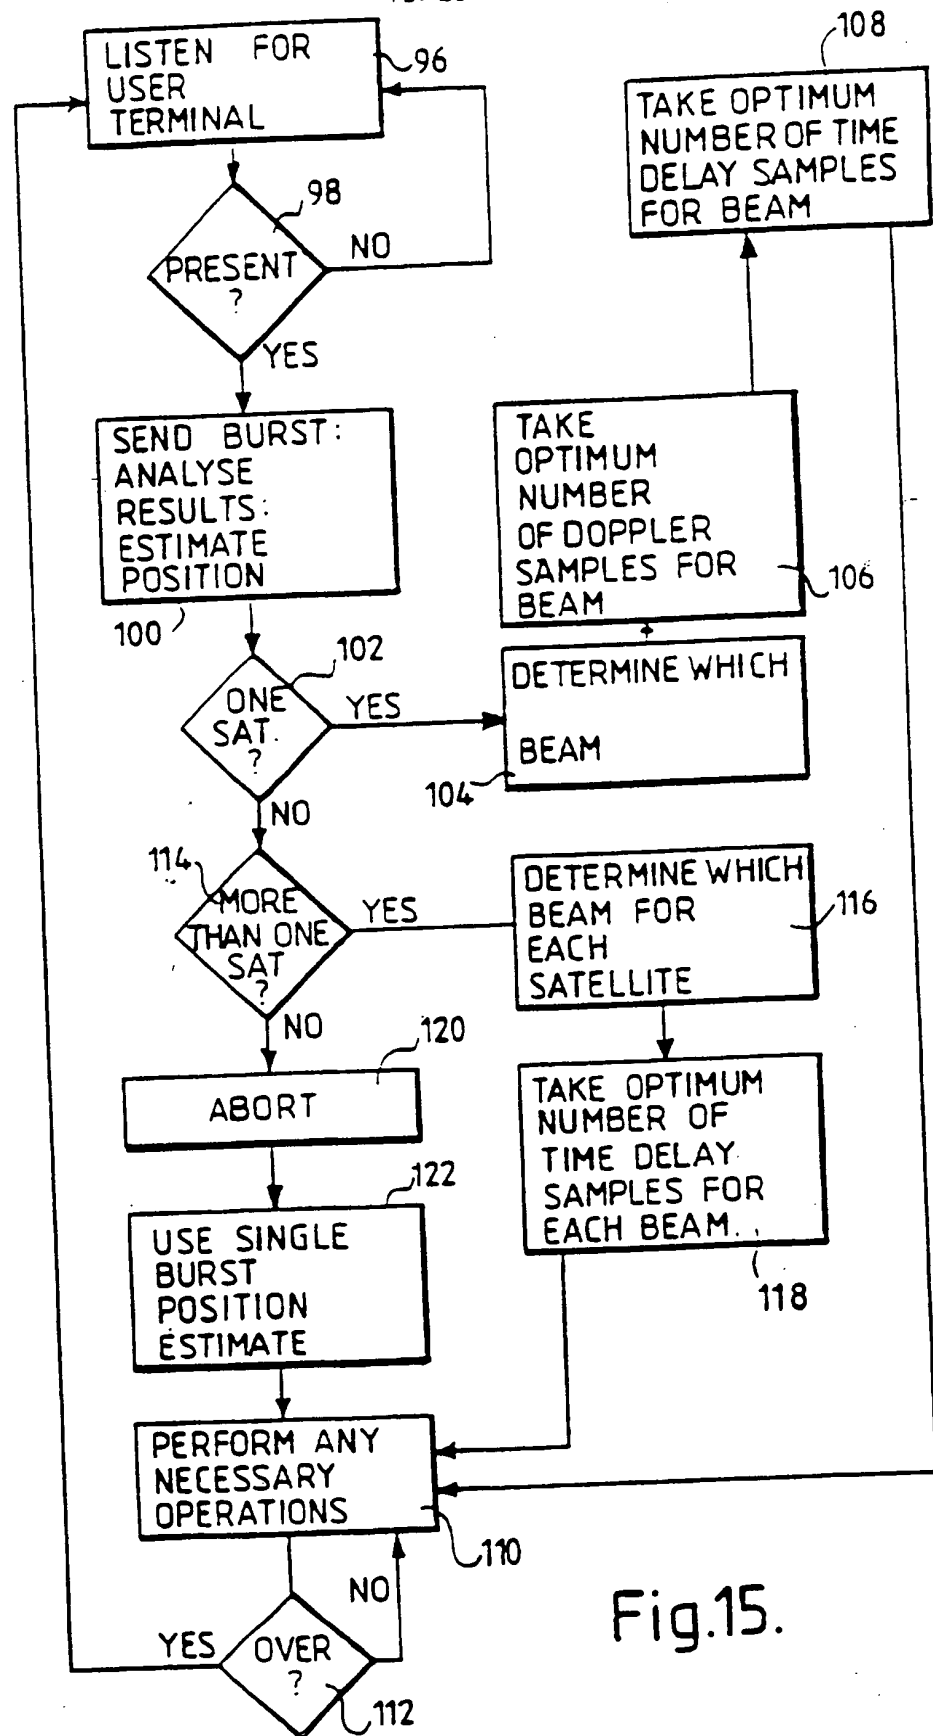 LISTEN FOR
USER
TERMINAL
96
PRESENT
?
98
NO
YES
SEND BURST:
ANALYSE
RESULTS:
ESTIMATE
POSITION
100
ONE
SAT.
?
102
YES
NO
DETERMINE WHICH
BEAM
104
TAKE
OPTIMUM
NUMBER
OF DOPPLER
SAMPLES FOR
BEAM
106
TAKE OPTIMUM
NUMBER OF TIME
DELAY SAMPLES
FOR BEAM
108
114
MORE
THAN ONE
SAT
?
YES
NO
DETERMINE WHICH
BEAM FOR
EACH
SATELLITE
116
TAKE OPTIMUM
NUMBER OF
TIME DELAY
SAMPLES FOR
EACH BEAM.
118
120
ABORT
122
USE SINGLE
BURST
POSITION
ESTIMATE
PERFORM ANY
NECESSARY
OPERATIONS
110
NO
YES
OVER
?
112
Fig.15.